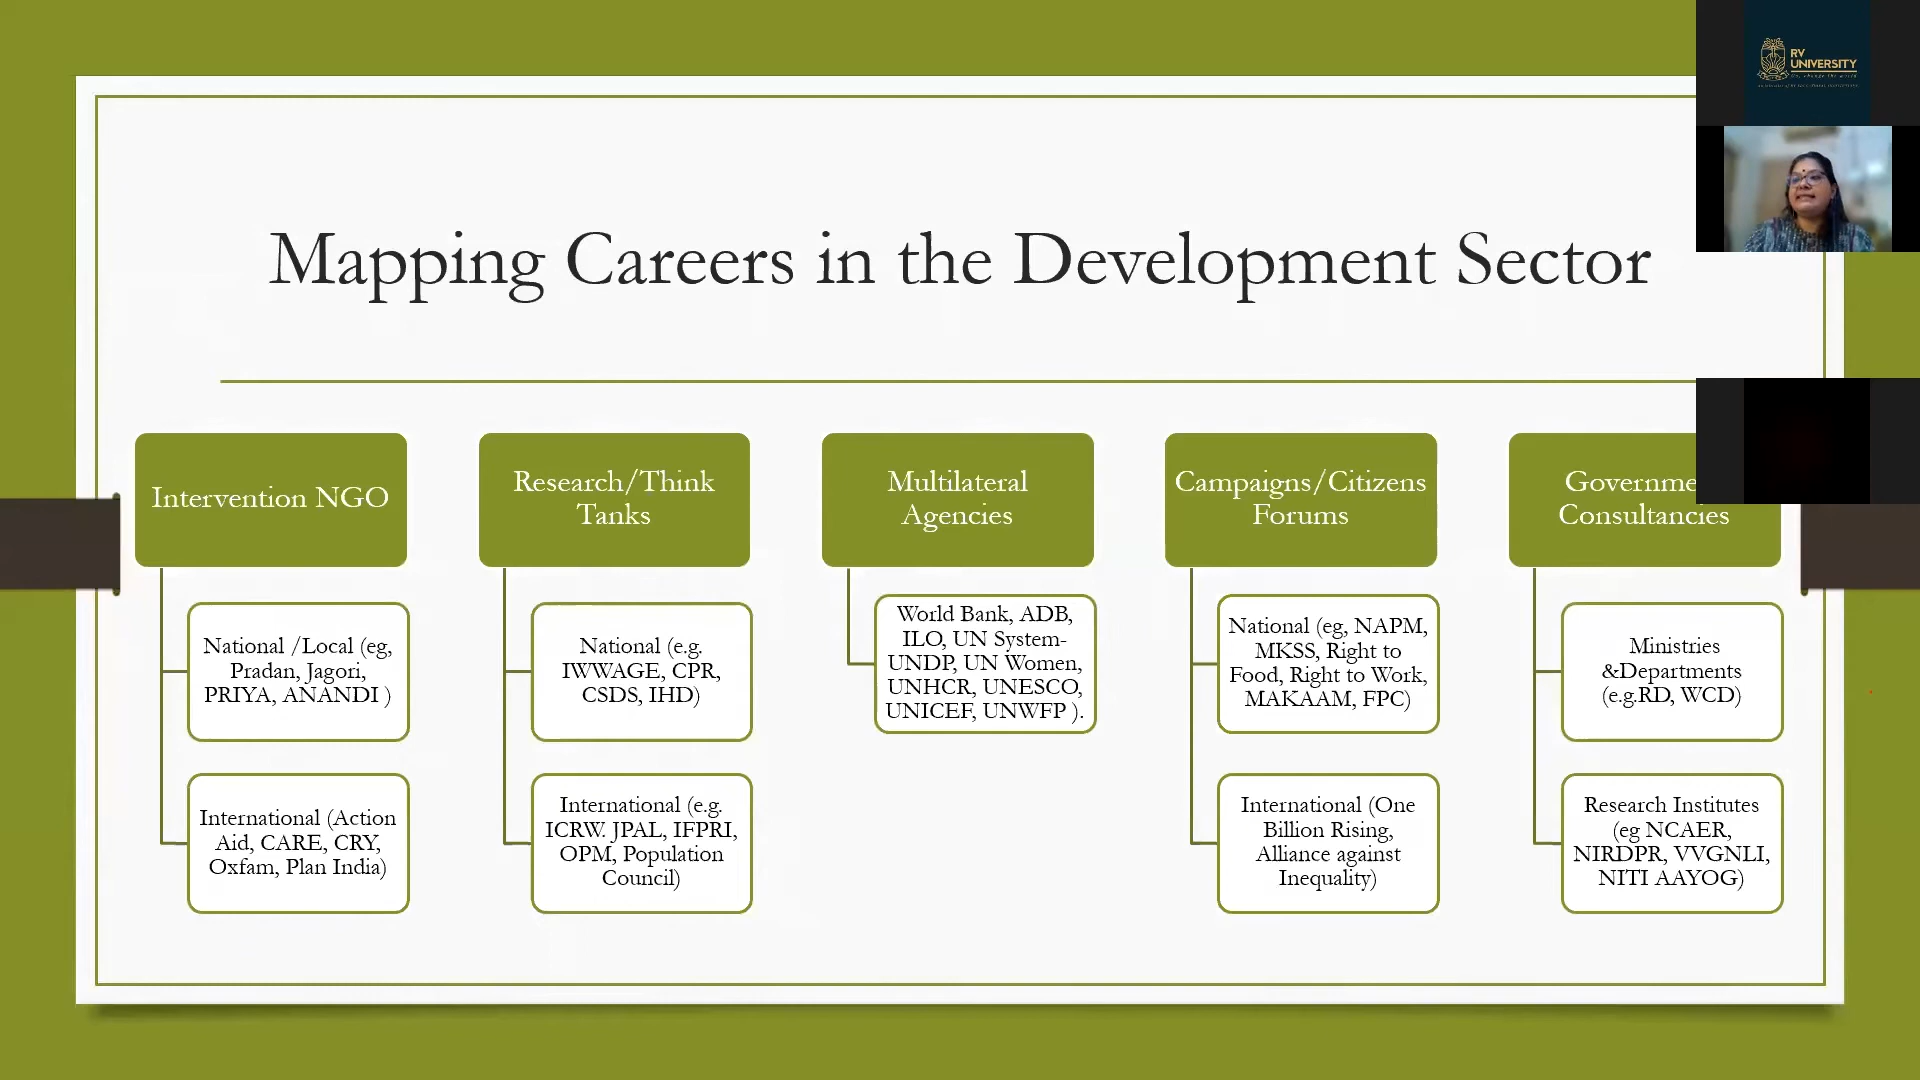 RV
UNIVERSITY
Mapping Careers in the Development Sector
Intervention NGO
National /Local (eg,
Pradan, Jagori,
PRIYA, ANANDI )
International (Action
Aid, CARE, CRY,
Oxfam, Plan India)
Research/Think
Tanks
National (e.g.
IWWAGE, CPR,
CSDS, IHD)
International (e.g.
ICRW. JPAL, IFPRI,
OPM, Population
Council)
Multilateral
Agencies
World Bank, ADB,
ILO, UN System-
UNDP, UN Women,
UNHCR, UNESCO,
UNICEF, UNWFP ).
Campaigns/Citizens
Forums
National (eg, NAPM,
MKSS, Right to
Food, Right to Work,
MAKAAM, FPC)
International (One
Billion Rising,
Alliance against
Inequality)
Governme
Consultancies
Ministries
&Departments
(e.g.RD, WCD)
Research Institutes
(eg NCAER,
NIRDPR, VVGNLI,
NITI AAYOG)